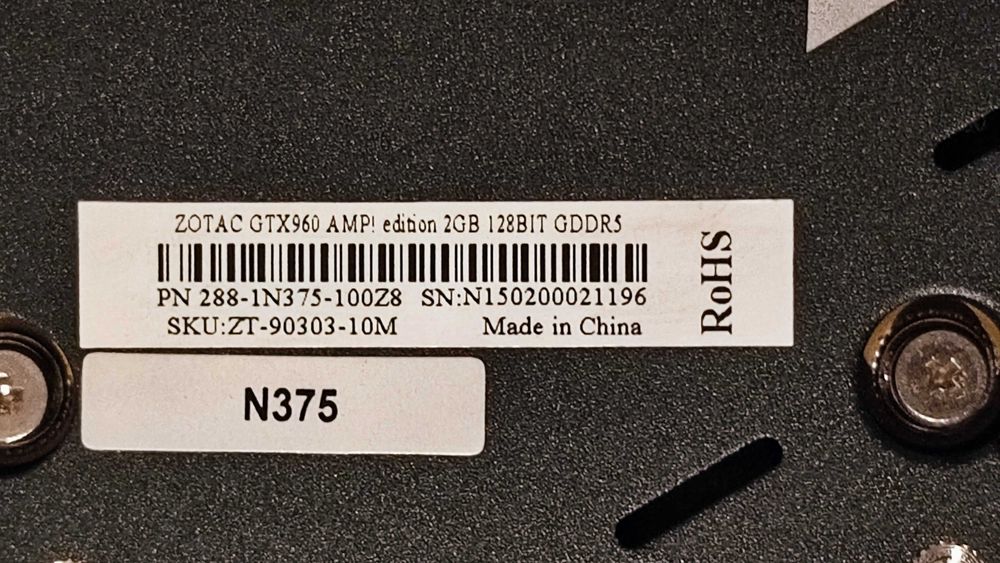 ZOTAC GTX960 AMP! edition 2GB 128BIT GDDR5
PN 288-1N375-100Z8 SN:N150200021196
SKU:ZT-90303-10M Made in China
RoHS
N375